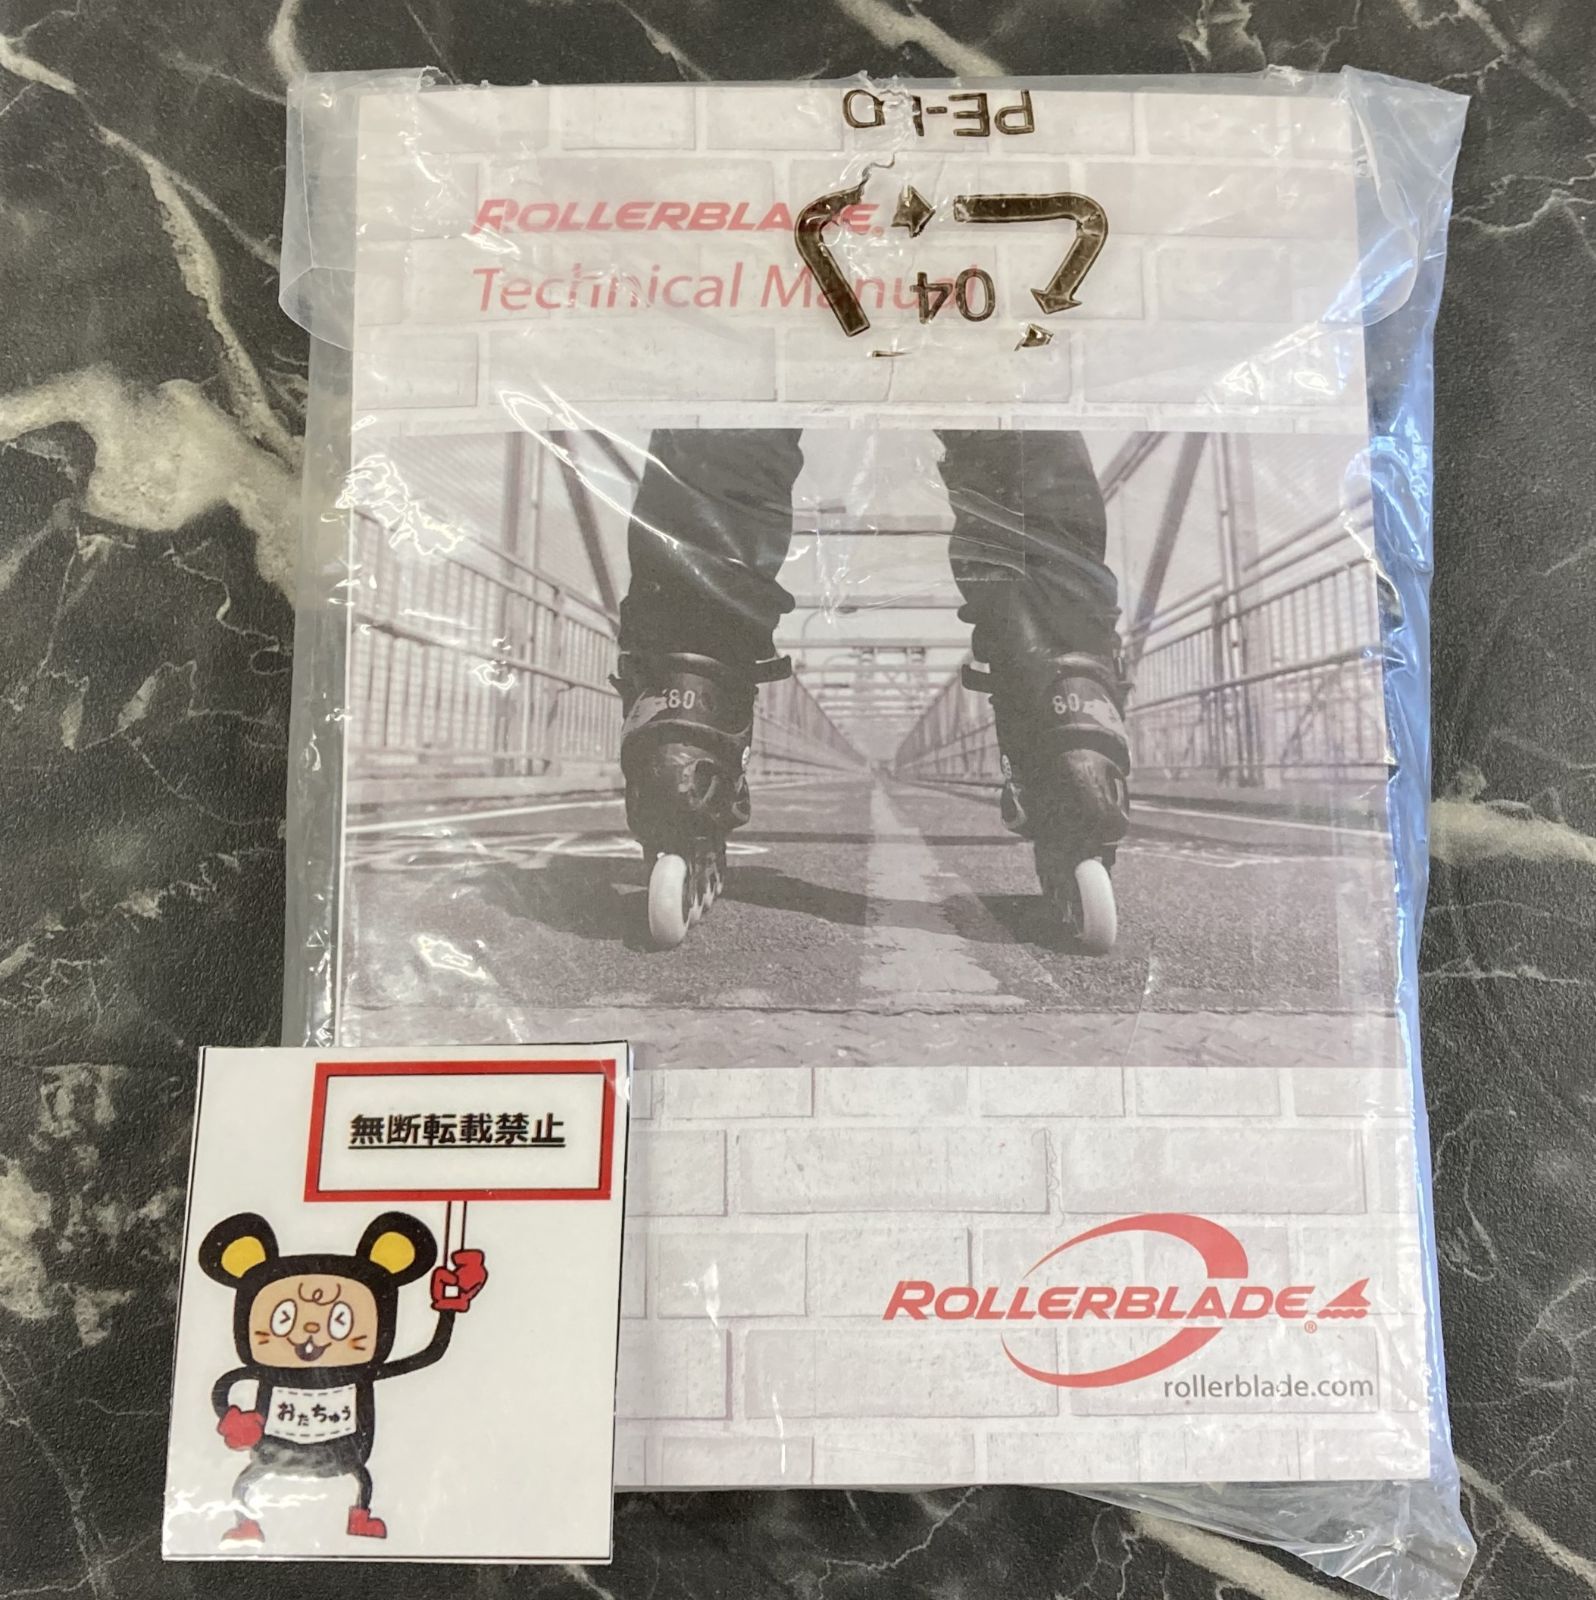 PE-LD
04
ROLLERBLADE.
Technical Manual
80
80
無断転載禁止
おたちゅう
ROLLERBLADE
®
rollerblade.com